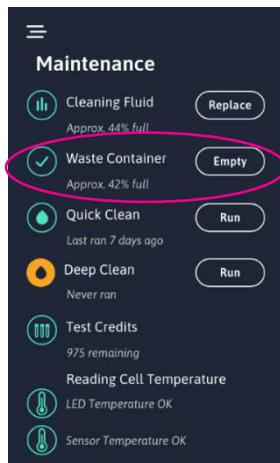 Maintenance
Cleaning Fluid Replace
Approx. 44% full
Waste Container Empty
Approx. 42% full
Quick Clean Run
Last ran 7 days ago
Deep Clean Run
Never ran
Test Credits
975 remaining
Reading Cell Temperature
LED Temperature OK
Sensor Temperature OK